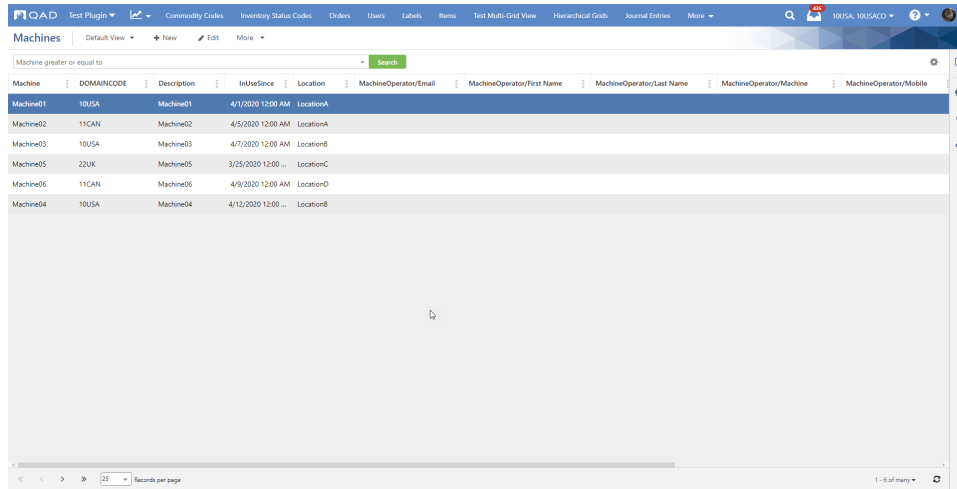 QAD Test Plugin Commodity Codes Inventory Status Codes Orders Users Labels Items Test Multi-Grid View Hierarchical Grids Journal Entries More 435 10USA, 10USACO ?
Machines Default View + New Edit More
Machine greater or equal to Search
Machine DOMAINCODE Description InUseSince Location MachineOperator/Email MachineOperator/First Name MachineOperator/Last Name MachineOperator/Machine MachineOperator/Mobile
Machine01 10USA Machine01 4/1/2020 12:00 AM LocationA
Machine02 11CAN Machine02 4/5/2020 12:00 AM LocationA
Machine03 10USA Machine03 4/7/2020 12:00 AM LocationB
Machine05 22UK Machine05 3/25/2020 12:00 ... LocationC
Machine06 11CAN Machine06 4/9/2020 12:00 AM LocationD
Machine04 10USA Machine04 4/12/2020 12:00 ... LocationB
25 Records per page 1 - 6 of many